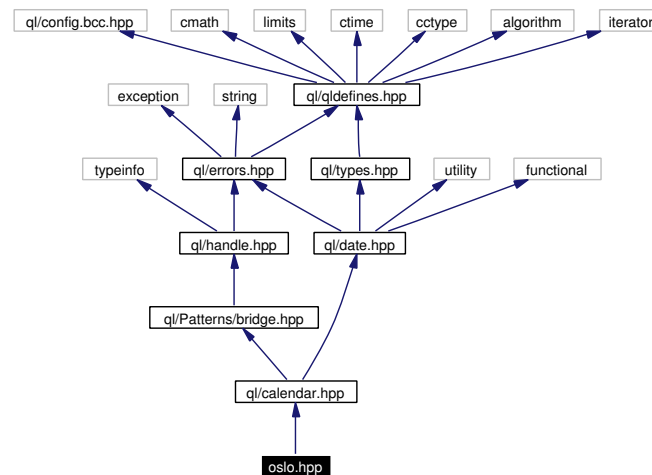 ql/config.bcc.hpp cmath limits ctime cctype algorithm iterator
exception string ql/qldefines.hpp
typeinfo ql/errors.hpp ql/types.hpp utility functional
ql/handle.hpp ql/date.hpp
ql/Patterns/bridge.hpp
ql/calendar.hpp
oslo.hpp